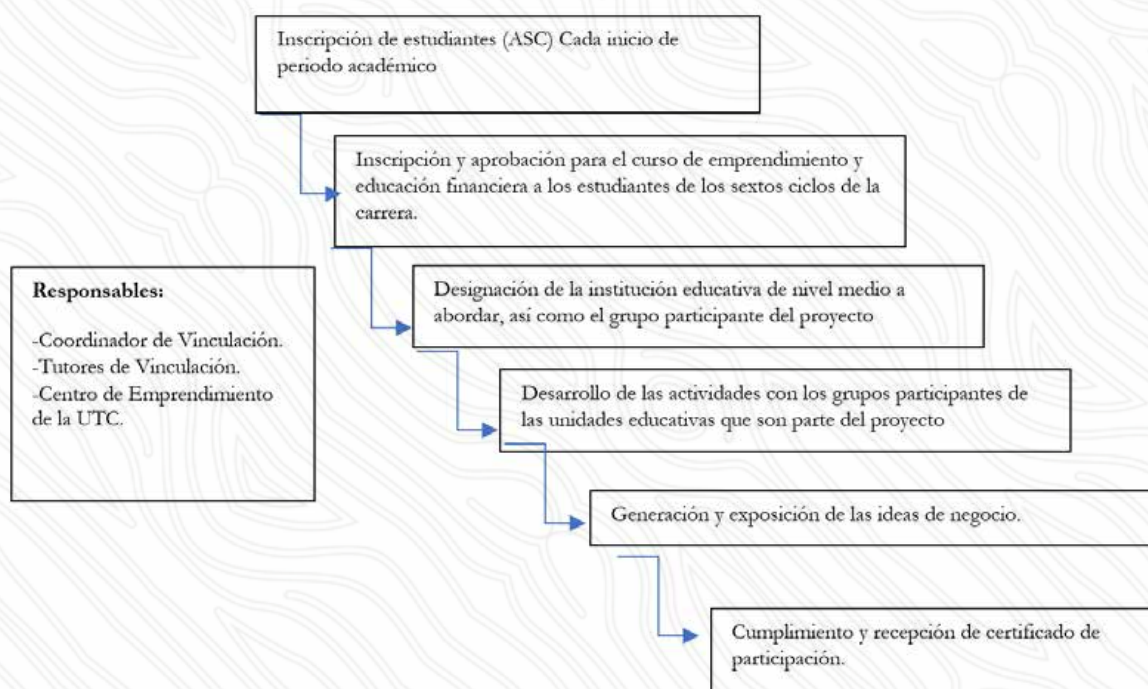 Inscripción de estudiantes (ASC) Cada inicio de
periodo académico
Inscripción y aprobación para el curso de emprendimiento y
educación financiera a los estudiantes de los sextos ciclos de la
carrera.
Responsables:
-Coordinador de Vinculación.
-Tutores de Vinculación.
-Centro de Emprendimiento
de la UTC.
Designación de la institución educativa de nivel medio a
abordar, así como el grupo participante del proyecto
Desarrollo de las actividades con los grupos participantes de
las unidades educativas que son parte del proyecto
Generación y exposición de las ideas de negocio.
Cumplimiento y recepción de certificado de
participación.